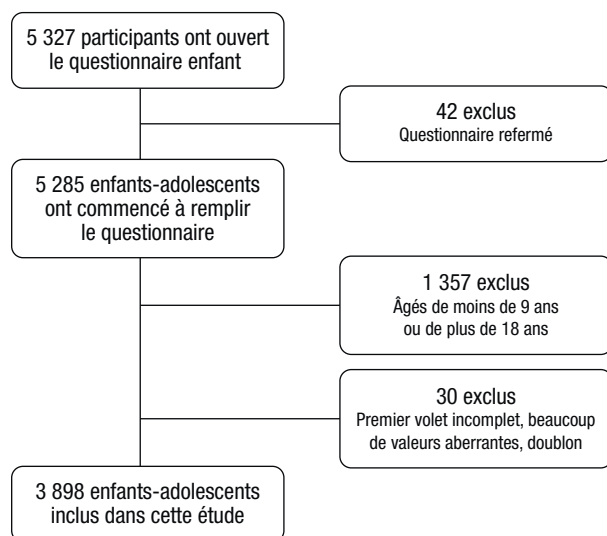 5 327 participants ont ouvert
le questionnaire enfant
42 exclus
Questionnaire refermé
5 285 enfants-adolescents
ont commencé à remplir
le questionnaire
1 357 exclus
Âgés de moins de 9 ans
ou de plus de 18 ans
30 exclus
Premier volet incomplet, beaucoup
de valeurs aberrantes, doublon
3 898 enfants-adolescents
inclus dans cette étude